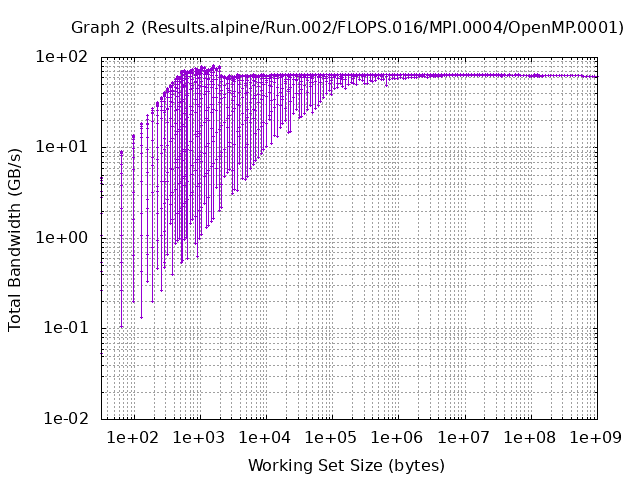 Graph 2 (Results.alpine/Run.002/FLOPS.016/MPI.0004/OpenMP.0001)
1e+02
1e+01
1e+00
1e-01
1e-02
Total Bandwidth (GB/s)
1e+02 1e+03 1e+04 1e+05 1e+06 1e+07 1e+08 1e+09
Working Set Size (bytes)